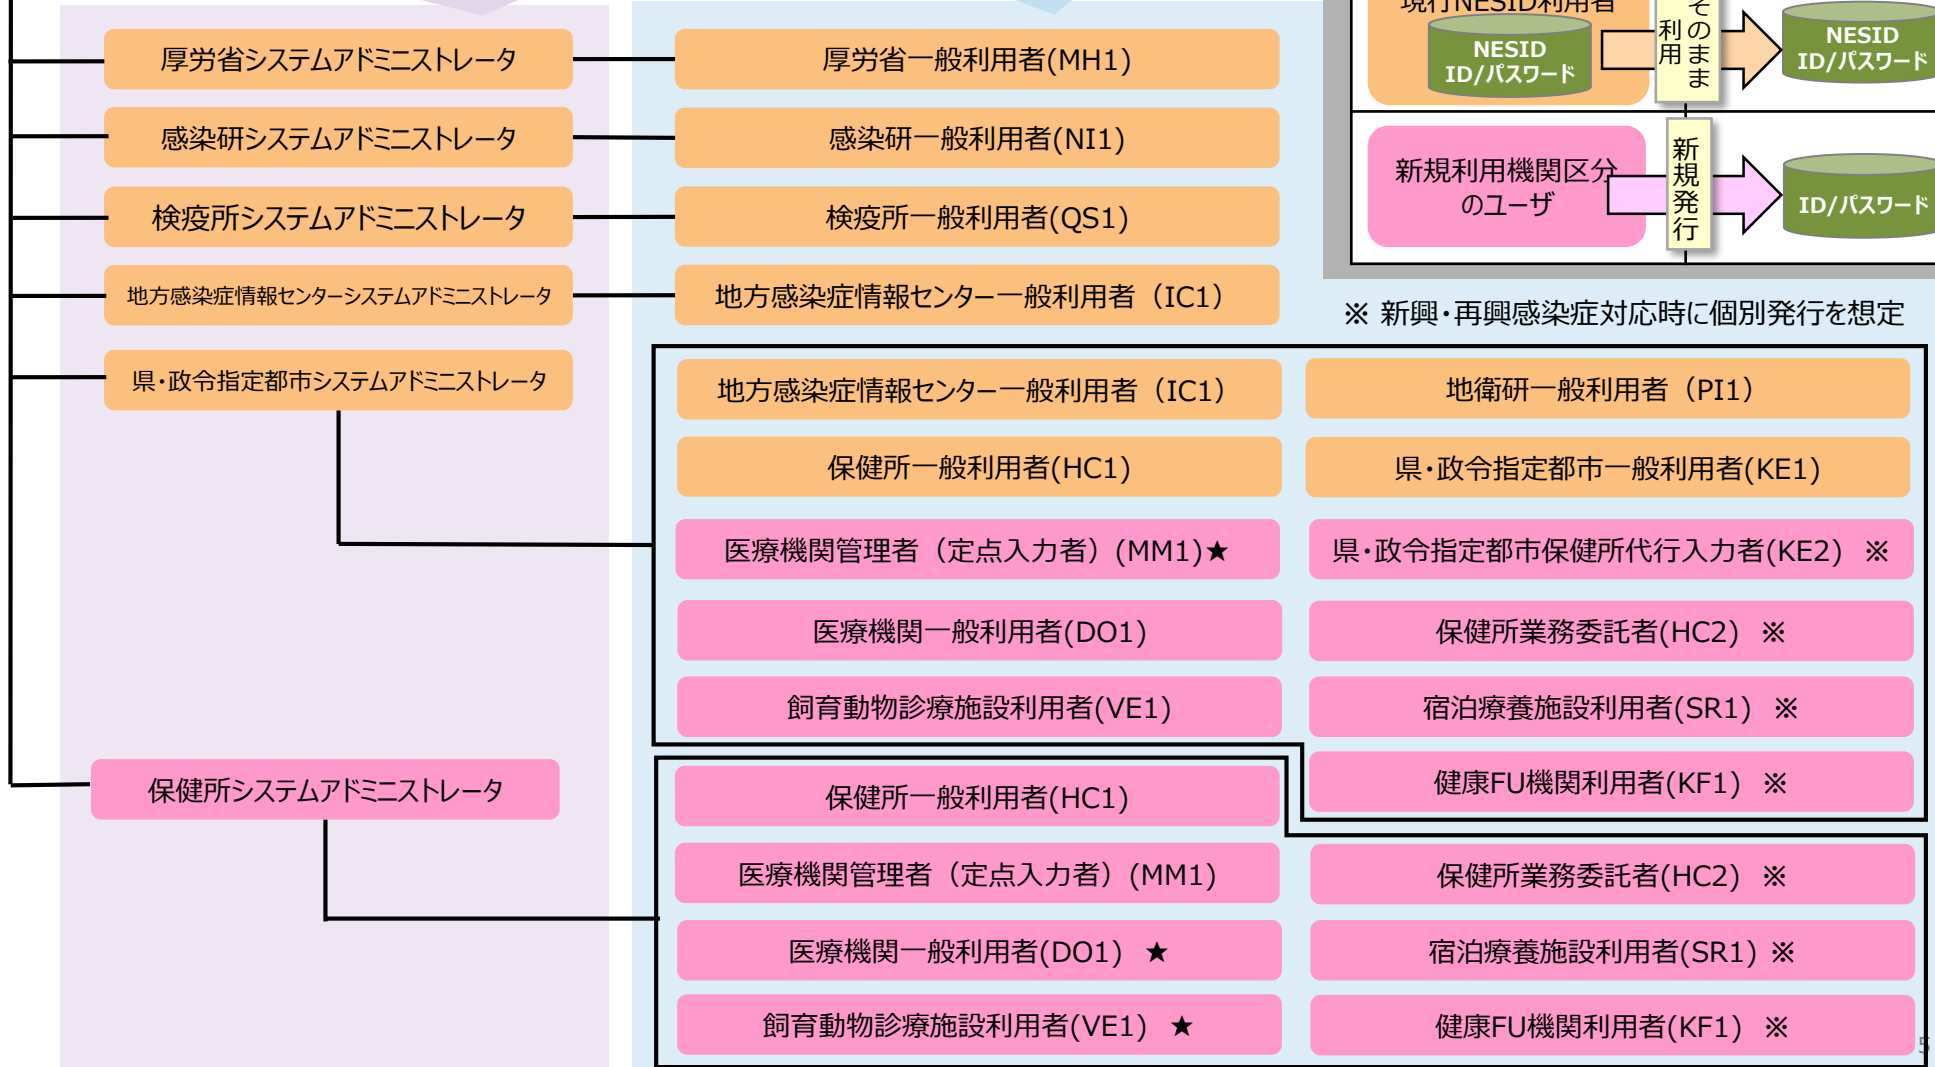 現行NESID利用者
NESID
ID/パスワード
そのまま
利用
NESID
ID/パスワード
新規利用機関区分
のユーザ
新規発行
ID/パスワード
※ 新興・再興感染症対応時に個別発行を想定
厚労省システムアドミニストレータ
厚労省一般利用者(MH1)
感染研システムアドミニストレータ
感染研一般利用者(NI1)
検疫所システムアドミニストレータ
検疫所一般利用者(QS1)
地方感染症情報センターシステムアドミニストレータ
地方感染症情報センター一般利用者（IC1）
県・政令指定都市システムアドミニストレータ
地方感染症情報センター一般利用者（IC1）
地衛研一般利用者（PI1）
保健所一般利用者(HC1)
県・政令指定都市一般利用者(KE1)
医療機関管理者（定点入力者）(MM1)★
県・政令指定都市保健所代行入力者(KE2) ※
医療機関一般利用者(DO1)
保健所業務委託者(HC2) ※
飼育動物診療施設利用者(VE1)
宿泊療養施設利用者(SR1) ※
健康FU機関利用者(KF1) ※
保健所システムアドミニストレータ
保健所一般利用者(HC1)
医療機関管理者（定点入力者）(MM1)
保健所業務委託者(HC2) ※
医療機関一般利用者(DO1) ★
宿泊療養施設利用者(SR1) ※
飼育動物診療施設利用者(VE1) ★
健康FU機関利用者(KF1) ※
5